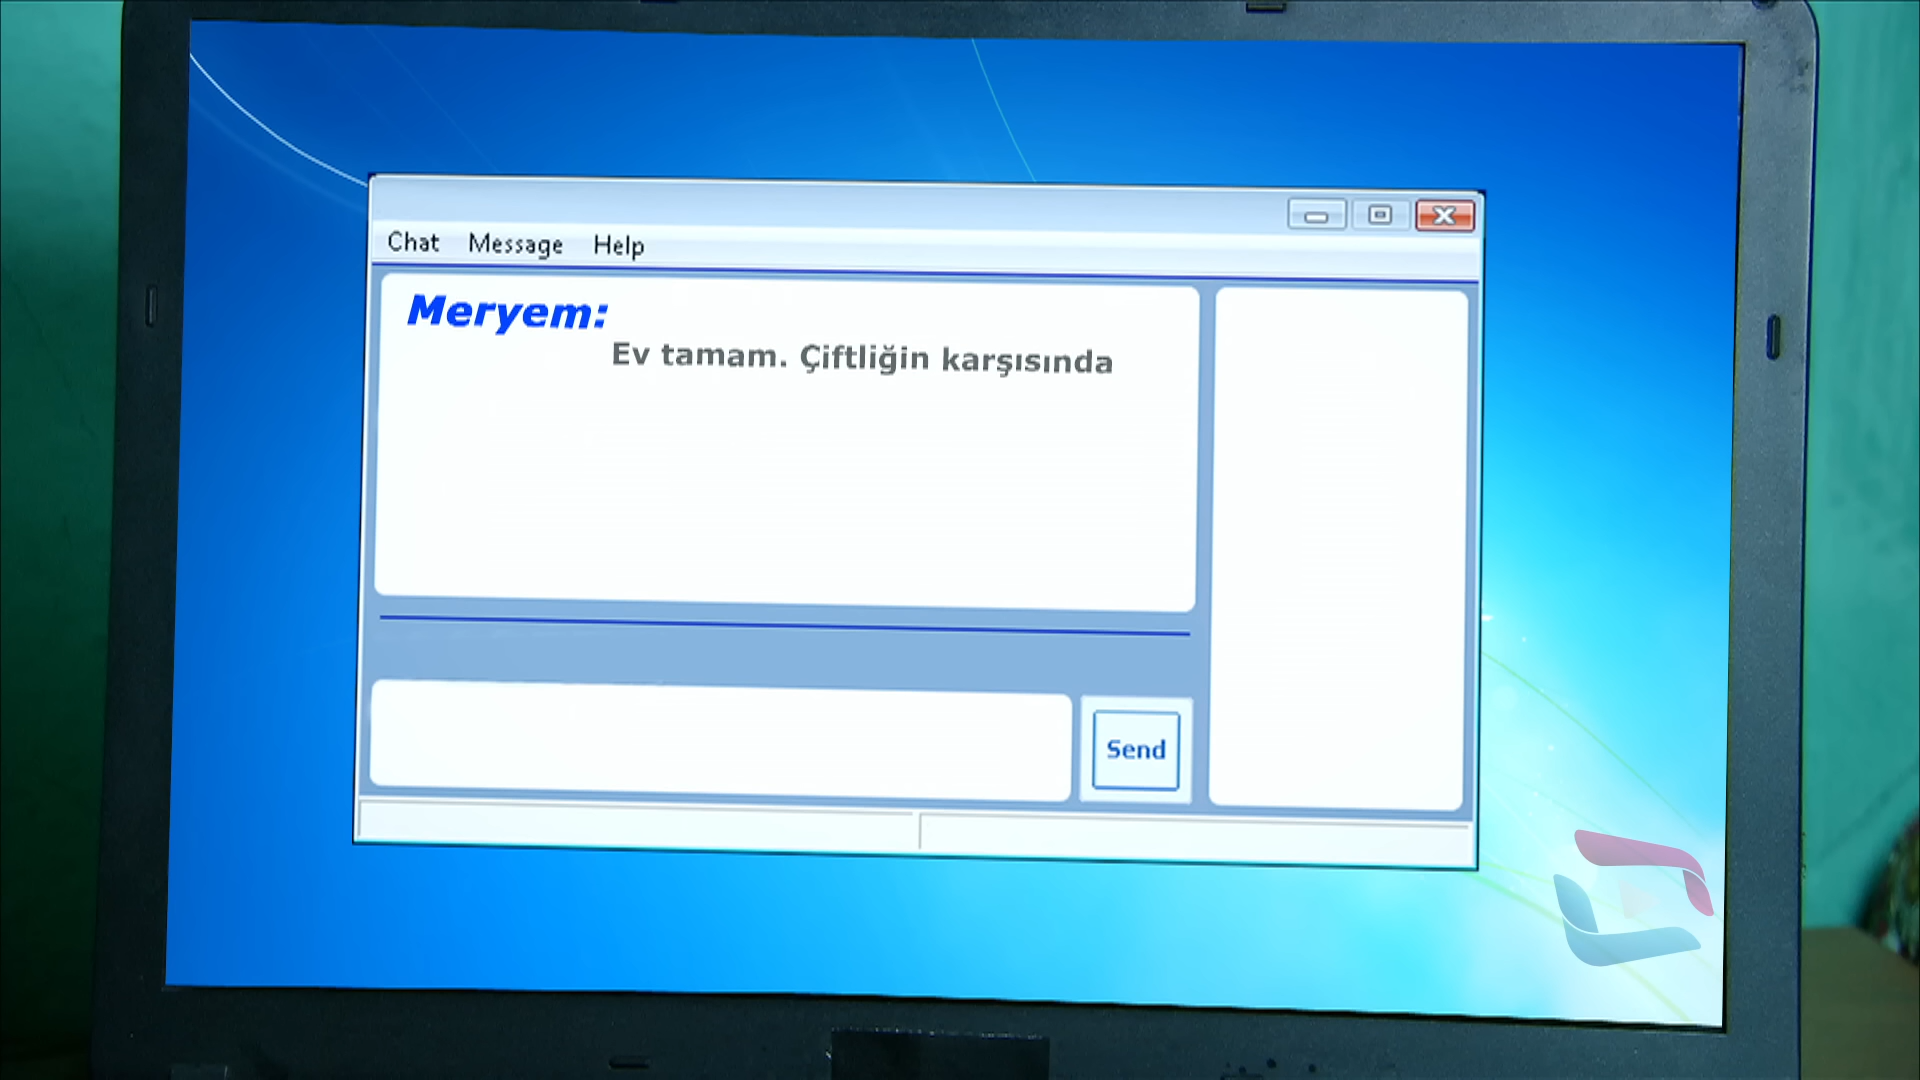 Chat Message Help
Meryem:
Ev tamam. Çiftliğin karşısında
Send